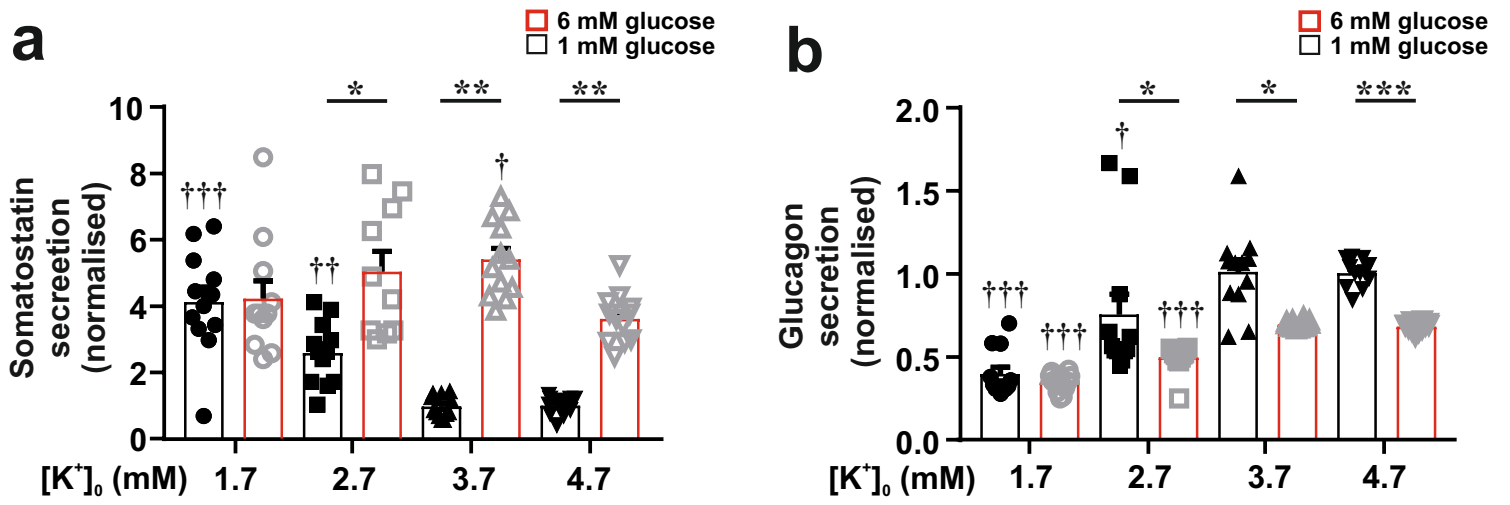 a
6 mM glucose
1 mM glucose
* ** **
10
8
6
4
2
0
Somatostatin
secreetion
(normalised)
†††
††
†
[K⁺]₀ (mM) 1.7 2.7 3.7 4.7
b
6 mM glucose
1 mM glucose
* * ***
2.0
1.5
1.0
0.5
0.0
Glucagon
secretion
(normalised)
†††
†††
†
†††
[K⁺]₀ (mM) 1.7 2.7 3.7 4.7